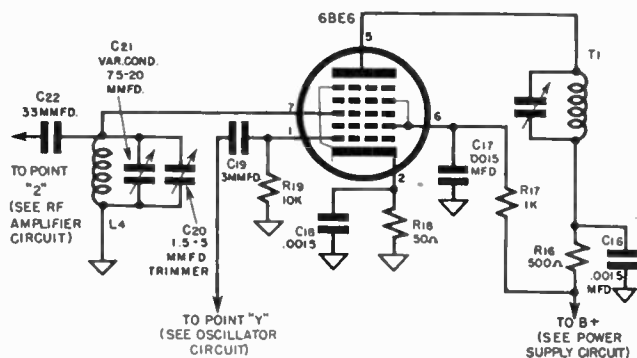 6BE6
5
T1
C21
VAR. COND.
7.5-20
MMFD.
C22
33MMFD.
7
6
1
2
C19
3MMFD.
R19
10K
C17
.0015
MFD
R17
1K
TO POINT
"2"
(SEE RF
AMPLIFIER
CIRCUIT)
L4
C20
1.5-5
MMFD
TRIMMER
C18
.0015
R18
50Ω
R16
500Ω
C16
.0015
MFD
TO POINT "Y"
(SEE OSCILLATOR
CIRCUIT)
TO B+
(SEE POWER
SUPPLY CIRCUIT)